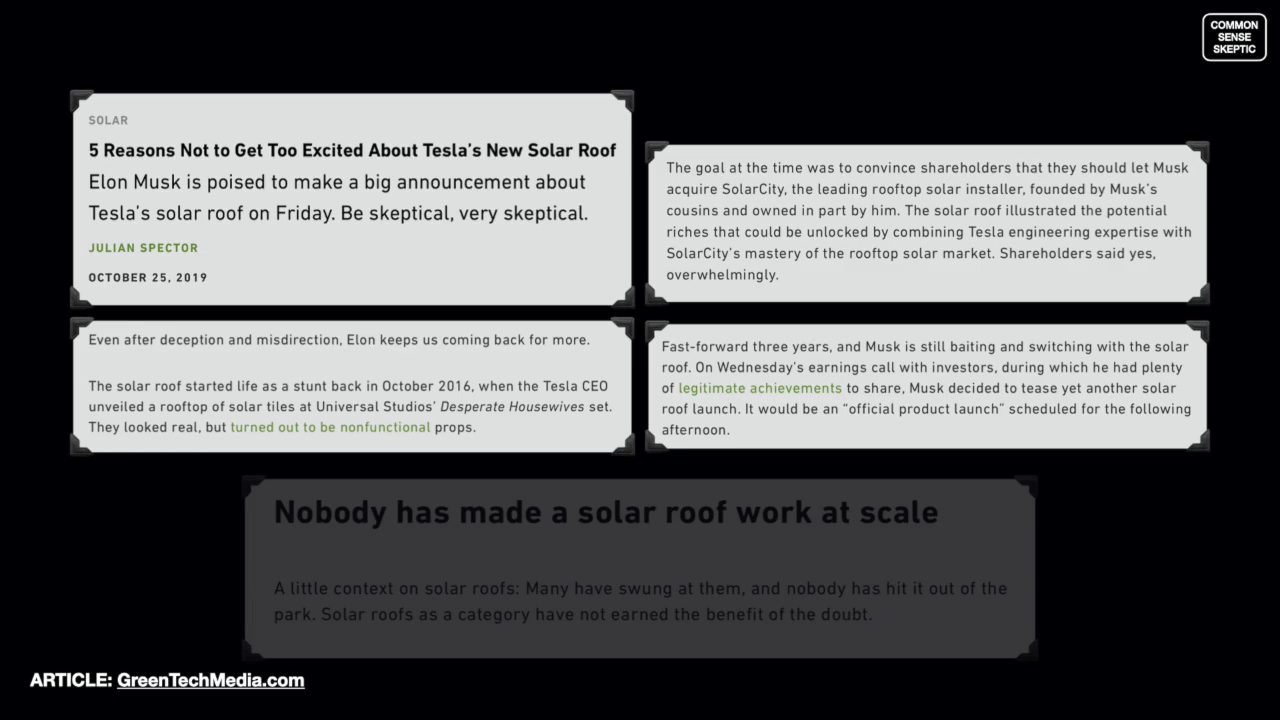 COMMON
SENSE
SKEPTIC
SOLAR
5 Reasons Not to Get Too Excited About Tesla's New Solar Roof
Elon Musk is poised to make a big announcement about
Tesla's solar roof on Friday. Be skeptical, very skeptical.
JULIAN SPECTOR
OCTOBER 25, 2019
The goal at the time was to convince shareholders that they should let Musk
acquire SolarCity, the leading rooftop solar installer, founded by Musk's
cousins and owned in part by him. The solar roof illustrated the potential
riches that could be unlocked by combining Tesla engineering expertise with
SolarCity's mastery of the rooftop solar market. Shareholders said yes,
overwhelmingly.
Even after deception and misdirection, Elon keeps us coming back for more.
The solar roof started life as a stunt back in October 2016, when the Tesla CEO
unveiled a rooftop of solar tiles at Universal Studios' Desperate Housewives set.
They looked real, but turned out to be nonfunctional props.
Fast-forward three years, and Musk is still baiting and switching with the solar
roof. On Wednesday's earnings call with investors, during which he had plenty
of legitimate achievements to share, Musk decided to tease yet another solar
roof launch. It would be an “official product launch” scheduled for the following
afternoon.
Nobody has made a solar roof work at scale
A little context on solar roofs: Many have swung at them, and nobody has hit it out of the
park. Solar roofs as a category have not earned the benefit of the doubt.
ARTICLE: GreenTechMedia.com